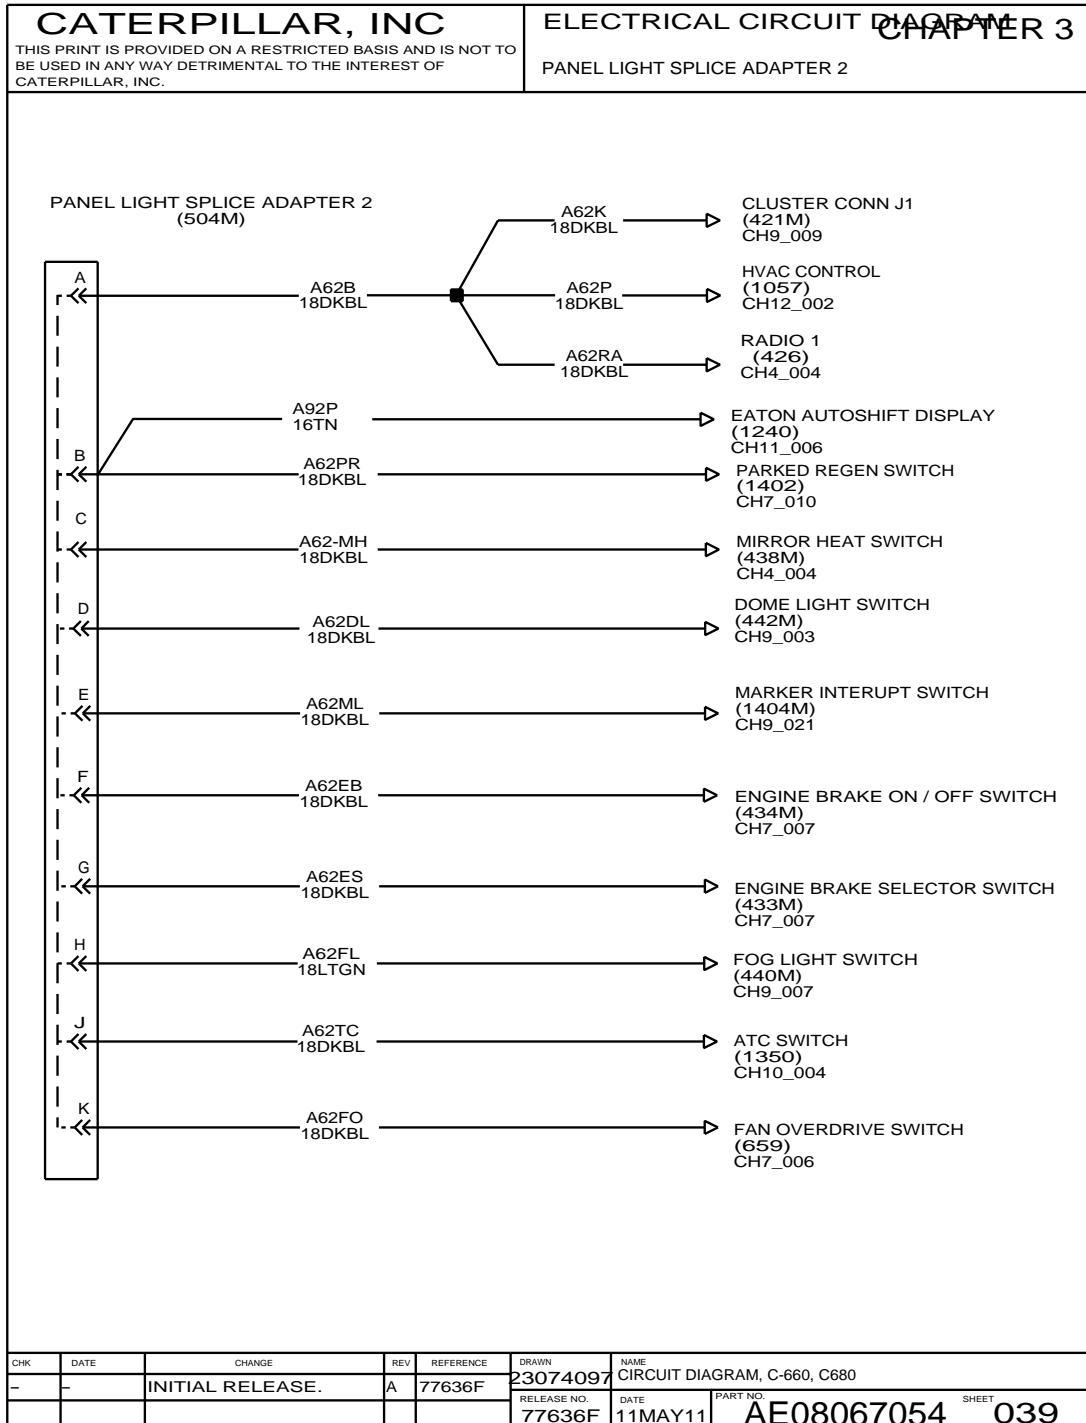 CATERPILLAR, INC
THIS PRINT IS PROVIDED ON A RESTRICTED BASIS AND IS NOT TO
BE USED IN ANY WAY DETRIMENTAL TO THE INTEREST OF
CATERPILLAR, INC.
ELECTRICAL CIRCUIT DIAGRAM
CHAPTER 3
PANEL LIGHT SPLICE ADAPTER 2
PANEL LIGHT SPLICE ADAPTER 2
(504M)
A62K
18DKBL
CLUSTER CONN J1
(421M)
CH9_009
A
A62B
18DKBL
A62P
18DKBL
HVAC CONTROL
(1057)
CH12_002
A62RA
18DKBL
RADIO 1
(426)
CH4_004
A92P
16TN
EATON AUTOSHIFT DISPLAY
(1240)
CH11_006
B
A62PR
18DKBL
PARKED REGEN SWITCH
(1402)
CH7_010
C
A62-MH
18DKBL
MIRROR HEAT SWITCH
(438M)
CH4_004
D
A62DL
18DKBL
DOME LIGHT SWITCH
(442M)
CH9_003
E
A62ML
18DKBL
MARKER INTERUPT SWITCH
(1404M)
CH9_021
F
A62EB
18DKBL
ENGINE BRAKE ON / OFF SWITCH
(434M)
CH7_007
G
A62ES
18DKBL
ENGINE BRAKE SELECTOR SWITCH
(433M)
CH7_007
H
A62FL
18LTGN
FOG LIGHT SWITCH
(440M)
CH9_007
J
A62TC
18DKBL
ATC SWITCH
(1350)
CH10_004
K
A62FO
18DKBL
FAN OVERDRIVE SWITCH
(659)
CH7_006
CHK DATE CHANGE REV REFERENCE
– – INITIAL RELEASE. A 77636F
DRAWN
23074097
NAME
CIRCUIT DIAGRAM, C-660, C680
RELEASE NO.
77636F
DATE
11MAY11
PART NO.
AE08067054
SHEET
039